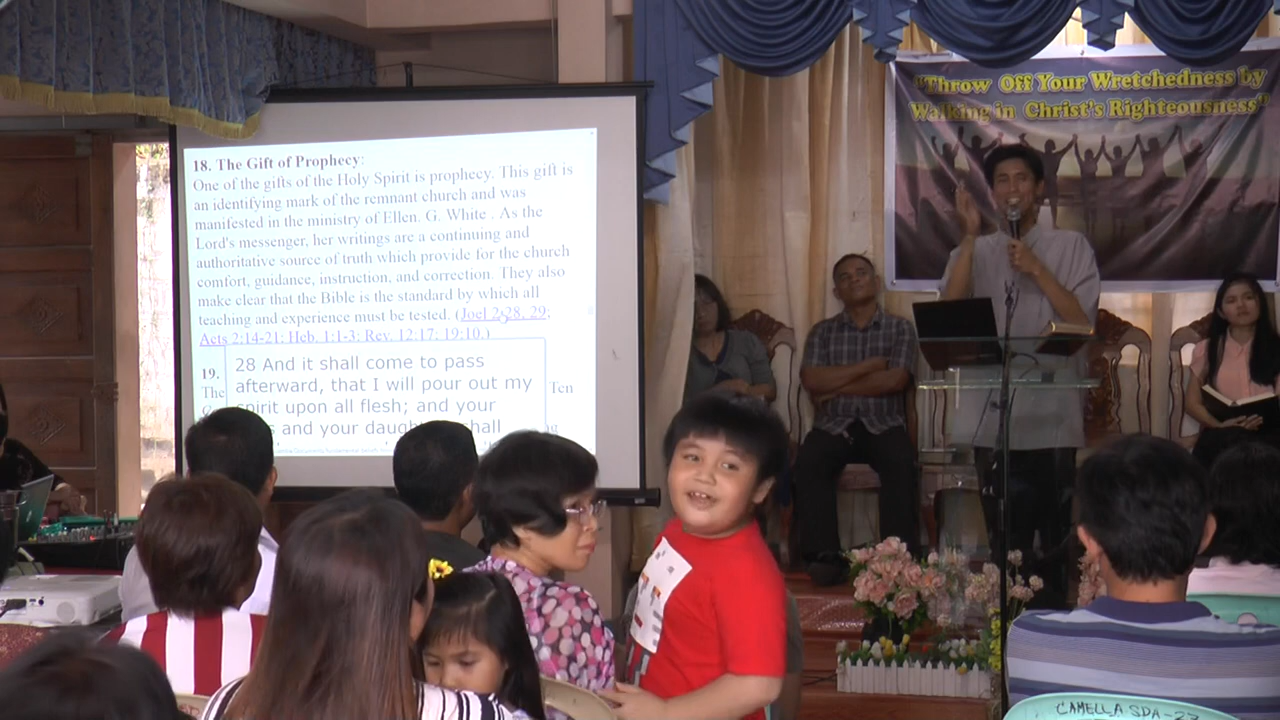 18. The Gift of Prophecy:
One of the gifts of the Holy Spirit is prophecy. This gift is
an identifying mark of the remnant church and was
manifested in the ministry of Ellen. G. White . As the
Lord's messenger, her writings are a continuing and
authoritative source of truth which provide for the church
comfort, guidance, instruction, and correction. They also
make clear that the Bible is the standard by which all
teaching and experience must be tested. (Joel 2:28, 29;
Acts 2:14-21; Heb. 1:1-3; Rev. 12:17; 19:10.)
19.
The Ten
28 And it shall come to pass
afterward, that I will pour out my
spirit upon all flesh; and your
and your shall
"Throw Off Your Wretchedness by
Walking in Christ's Righteousness"
CAMELLA SDA-